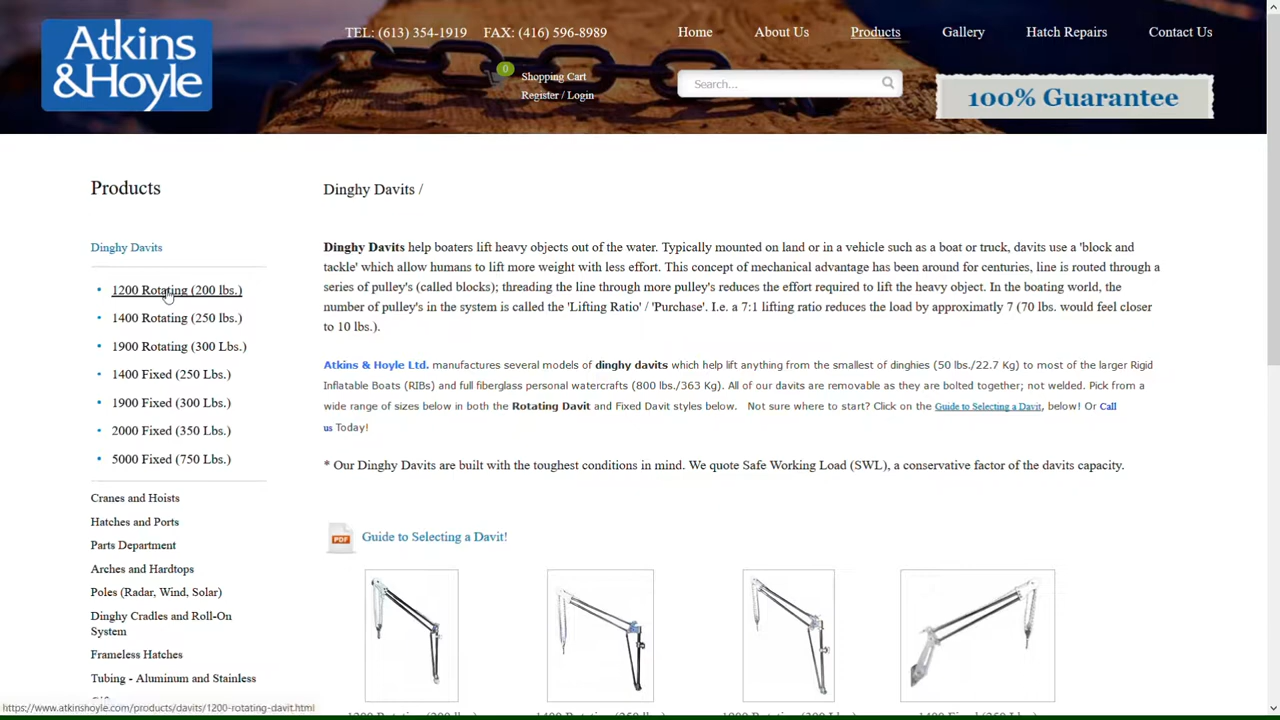 Atkins
&Hoyle
TEL: (613) 354-1919 FAX: (416) 596-8989
Home About Us Products Gallery Hatch Repairs Contact Us
0
Shopping Cart
Register / Login
Search...
100% Guarantee
Products
Dinghy Davits
1200 Rotating (200 lbs.)
1400 Rotating (250 lbs.)
1900 Rotating (300 Lbs.)
1400 Fixed (250 Lbs.)
1900 Fixed (300 Lbs.)
2000 Fixed (350 Lbs.)
5000 Fixed (750 Lbs.)
Cranes and Hoists
Hatches and Ports
Parts Department
Arches and Hardtops
Poles (Radar, Wind, Solar)
Dinghy Cradles and Roll-On
System
Frameless Hatches
Tubing - Aluminum and Stainless
Dinghy Davits /
Dinghy Davits help boaters lift heavy objects out of the water. Typically mounted on land or in a vehicle such as a boat or truck, davits use a 'block and
tackle' which allow humans to lift more weight with less effort. This concept of mechanical advantage has been around for centuries, line is routed through a
series of pulley's (called blocks); threading the line through more pulley's reduces the effort required to lift the heavy object. In the boating world, the
number of pulley's in the system is called the 'Lifting Ratio' / 'Purchase'. I.e a 7:1 lifting ratio reduces the load by approximatly 7 (70 lbs. would feel closer
to 10 lbs.).
Atkins & Hoyle Ltd. manufactures several models of dinghy davits which help lift anything from the smallest of dinghies (50 lbs./22.7 Kg) to most of the larger Rigid
Inflatable Boats (RIBs) and full fiberglass personal watercrafts (800 lbs./363 Kg). All of our davits are removable as they are bolted together; not welded. Pick from a
wide range of sizes below in both the Rotating Davit and Fixed Davit styles below. Not sure where to start? Click on the Guide to Selecting a Davit, below! Or Call
us Today!
* Our Dinghy Davits are built with the toughest conditions in mind. We quote Safe Working Load (SWL), a conservative factor of the davits capacity.
PDF
Guide to Selecting a Davit!
https://www.atkinshoyle.com/products/davits/1200-rotating-davit.html